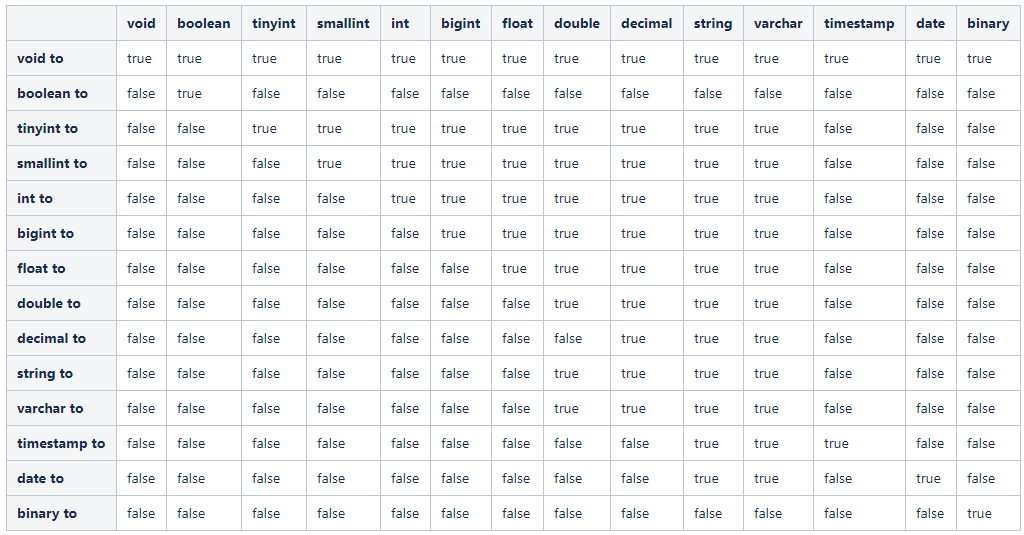 void boolean tinyint smallint int bigint float double decimal string varchar timestamp date binary
void to true true true true true true true true true true true true true true
boolean to false true false false false false false false false false false false false false
tinyint to false false true true true true true true true true true false false false
smallint to false false false true true true true true true true true false false false
int to false false false false true true true true true true true false false false
bigint to false false false false false true true true true true true false false false
float to false false false false false false true true true true true false false false
double to false false false false false false false true true true true false false false
decimal to false false false false false false false false true true true false false false
string to false false false false false false false true true true true false false false
varchar to false false false false false false false true true true true false false false
timestamp to false false false false false false false false false true true true false false
date to false false false false false false false false false true true false true false
binary to false false false false false false false false false false false false false true